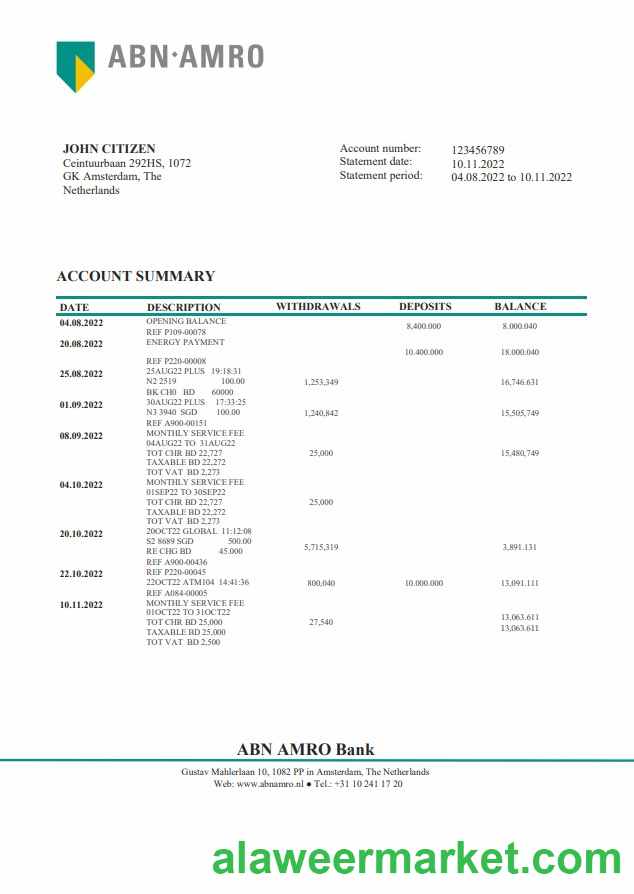 ABN·AMRO
JOHN CITIZEN
Ceintuurbaan 292HS, 1072
GK Amsterdam, The
Netherlands
Account number: 123456789
Statement date: 10.11.2022
Statement period: 04.08.2022 to 10.11.2022
ACCOUNT SUMMARY
DATE DESCRIPTION WITHDRAWALS DEPOSITS BALANCE
04.08.2022 OPENING BALANCE 8,400.000 8.000.040
REF P109-00078
20.08.2022 ENERGY PAYMENT 10.400.000 18.000.040
REF P220-00008
25.08.2022 25AUG22 PLUS 19:18:31
N2 2519 100.00 1,253,349 16,746.631
BK CH0 BD 60000
01.09.2022 30AUG22 PLUS 17:33:25
N3 3940 SGD 100.00 1,240,842 15,505,749
REF A900-00151
08.09.2022 MONTHLY SERVICE FEE
04AUG22 TO 31AUG22
TOT CHR BD 22,727 25,000 15,480,749
TAXABLE BD 22,272
TOT VAT BD 2,273
04.10.2022 MONTHLY SERVICE FEE
01SEP22 TO 30SEP22
TOT CHR BD 22,727 25,000
TAXABLE BD 22,272
TOT VAT BD 2,273
20.10.2022 20OCT22 GLOBAL 11:12:08
S2 8689 SGD 500.00
RE CHG BD 45.000 5,715,319 3,891.131
REF A900-00436
22.10.2022 REF P220-00045
22OCT22 ATM104 14:41:36 800,040 10.000.000 13,091.111
REF A084-00005
10.11.2022 MONTHLY SERVICE FEE
01OCT22 TO 31OCT22
TOT CHR BD 25,000 27,540 13,063.611
TAXABLE BD 25,000 13,063.611
TOT VAT BD 2,500
ABN AMRO Bank
Gustav Mahlerlaan 10, 1082 PP in Amsterdam, The Netherlands
Web: www.abnamro.nl ● Tel.: +31 10 241 17 20
alaweermarket.com